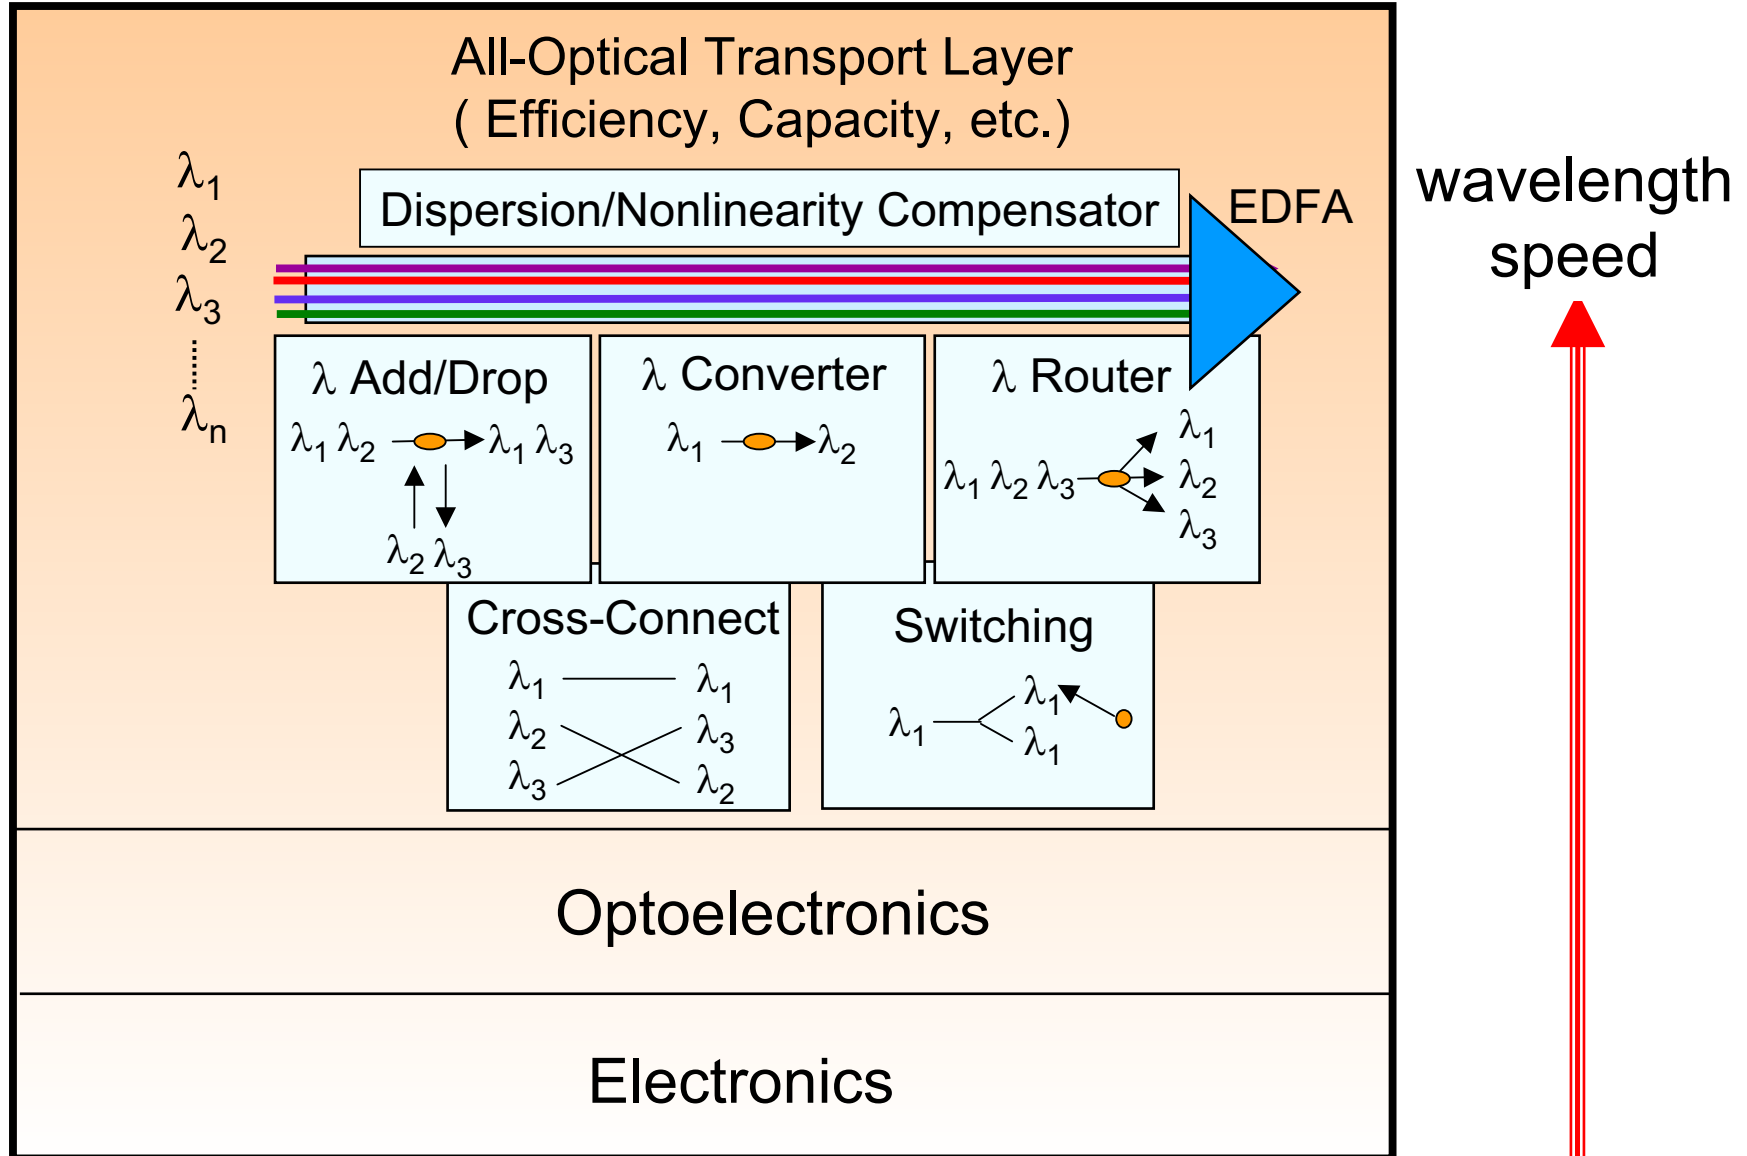 All-Optical Transport Layer
( Efficiency, Capacity, etc.)
λ1
λ2
λ3
λn
Dispersion/Nonlinearity Compensator
EDFA
wavelength
speed
λ Add/Drop
λ1 λ2 λ1 λ3
λ2 λ3
λ Converter
λ1 λ2
λ Router
λ1
λ1 λ2 λ3 λ2
λ3
Cross-Connect
λ1 λ1
λ2 λ3
λ3 λ2
Switching
λ1
λ1
λ1
Optoelectronics
Electronics